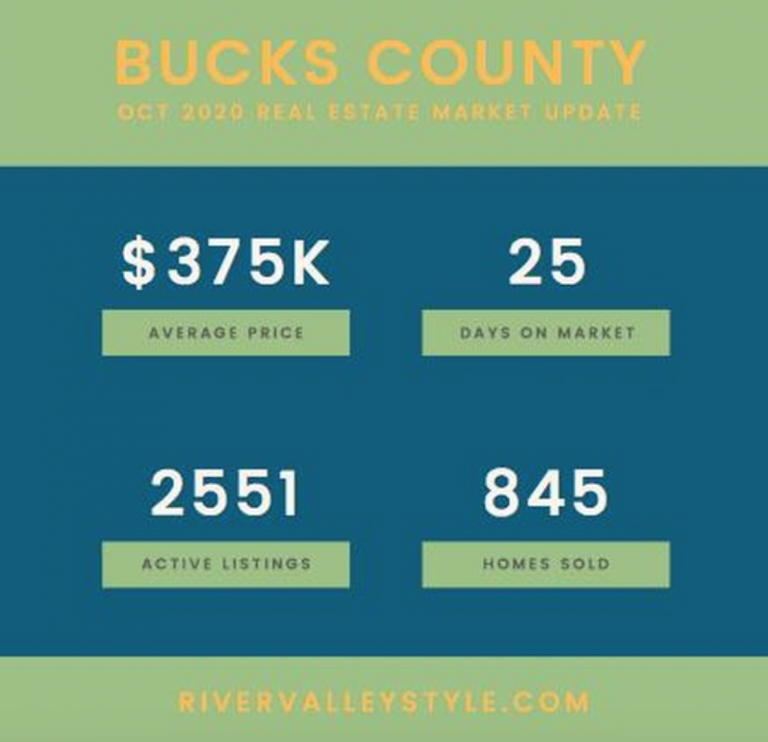 BUCKS COUNTY
OCT 2020 REAL ESTATE MARKET UPDATE
$375K
AVERAGE PRICE
25
DAYS ON MARKET
2551
ACTIVE LISTINGS
845
HOMES SOLD
RIVERVALLEYSTYLE.COM